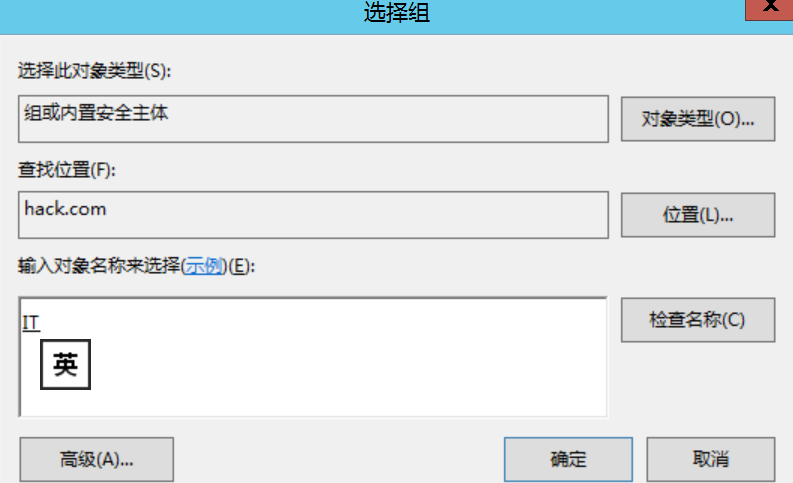 选择组
X
选择此对象类型(S):
组或内置安全主体
对象类型(O)...
查找位置(F):
hack.com
位置(L)...
输入对象名称来选择(示例)(E):
IT
检查名称(C)
英
高级(A)...
确定
取消